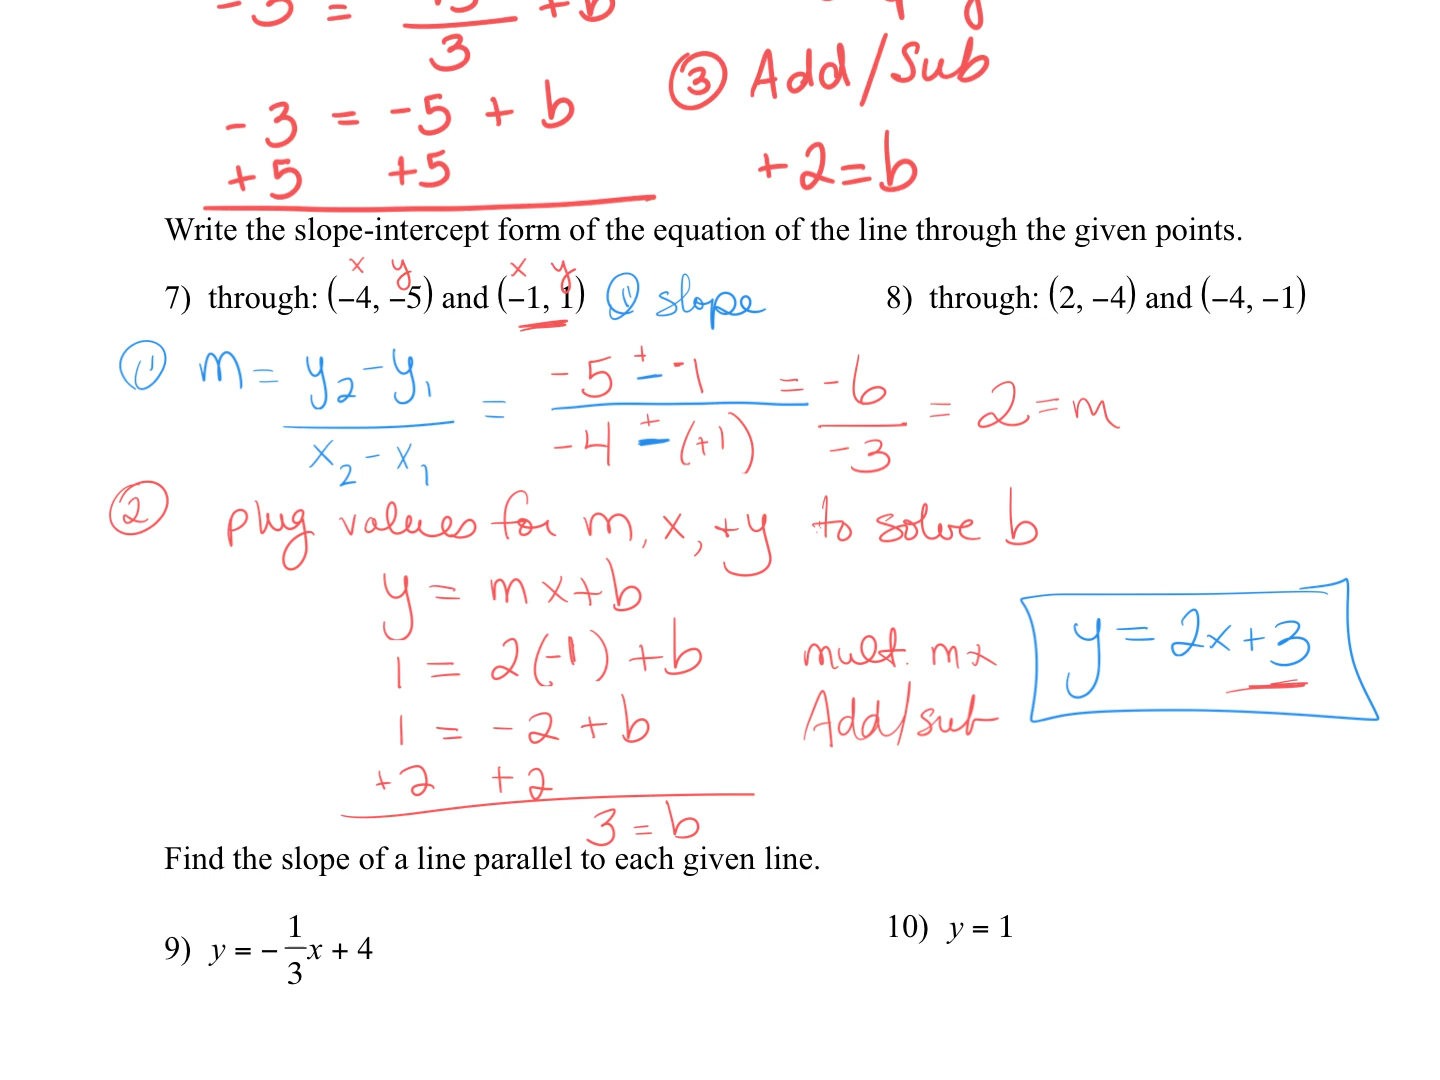 -3 = 15/3 + b
③ Add/Sub
-3 = -5 + b
+5 +5
+2=b
Write the slope-intercept form of the equation of the line through the given points.
x y x y
7) through: (−4, −5) and (−1, 1) ① slope
8) through: (2, −4) and (−4, −1)
① m = y₂-y₁ / x₂-x₁ = -5 ± -1 / -4 ± (+1) = -6 / -3 = 2 = m
② plug values for m, x, +y to solve b
y = mx+b
1 = 2(-1) + b mult. mx
y = 2x+3
1 = -2 + b Add/sub
+2 +2
3 = b
Find the slope of a line parallel to each given line.
9) y = −1/3 x + 4
10) y = 1